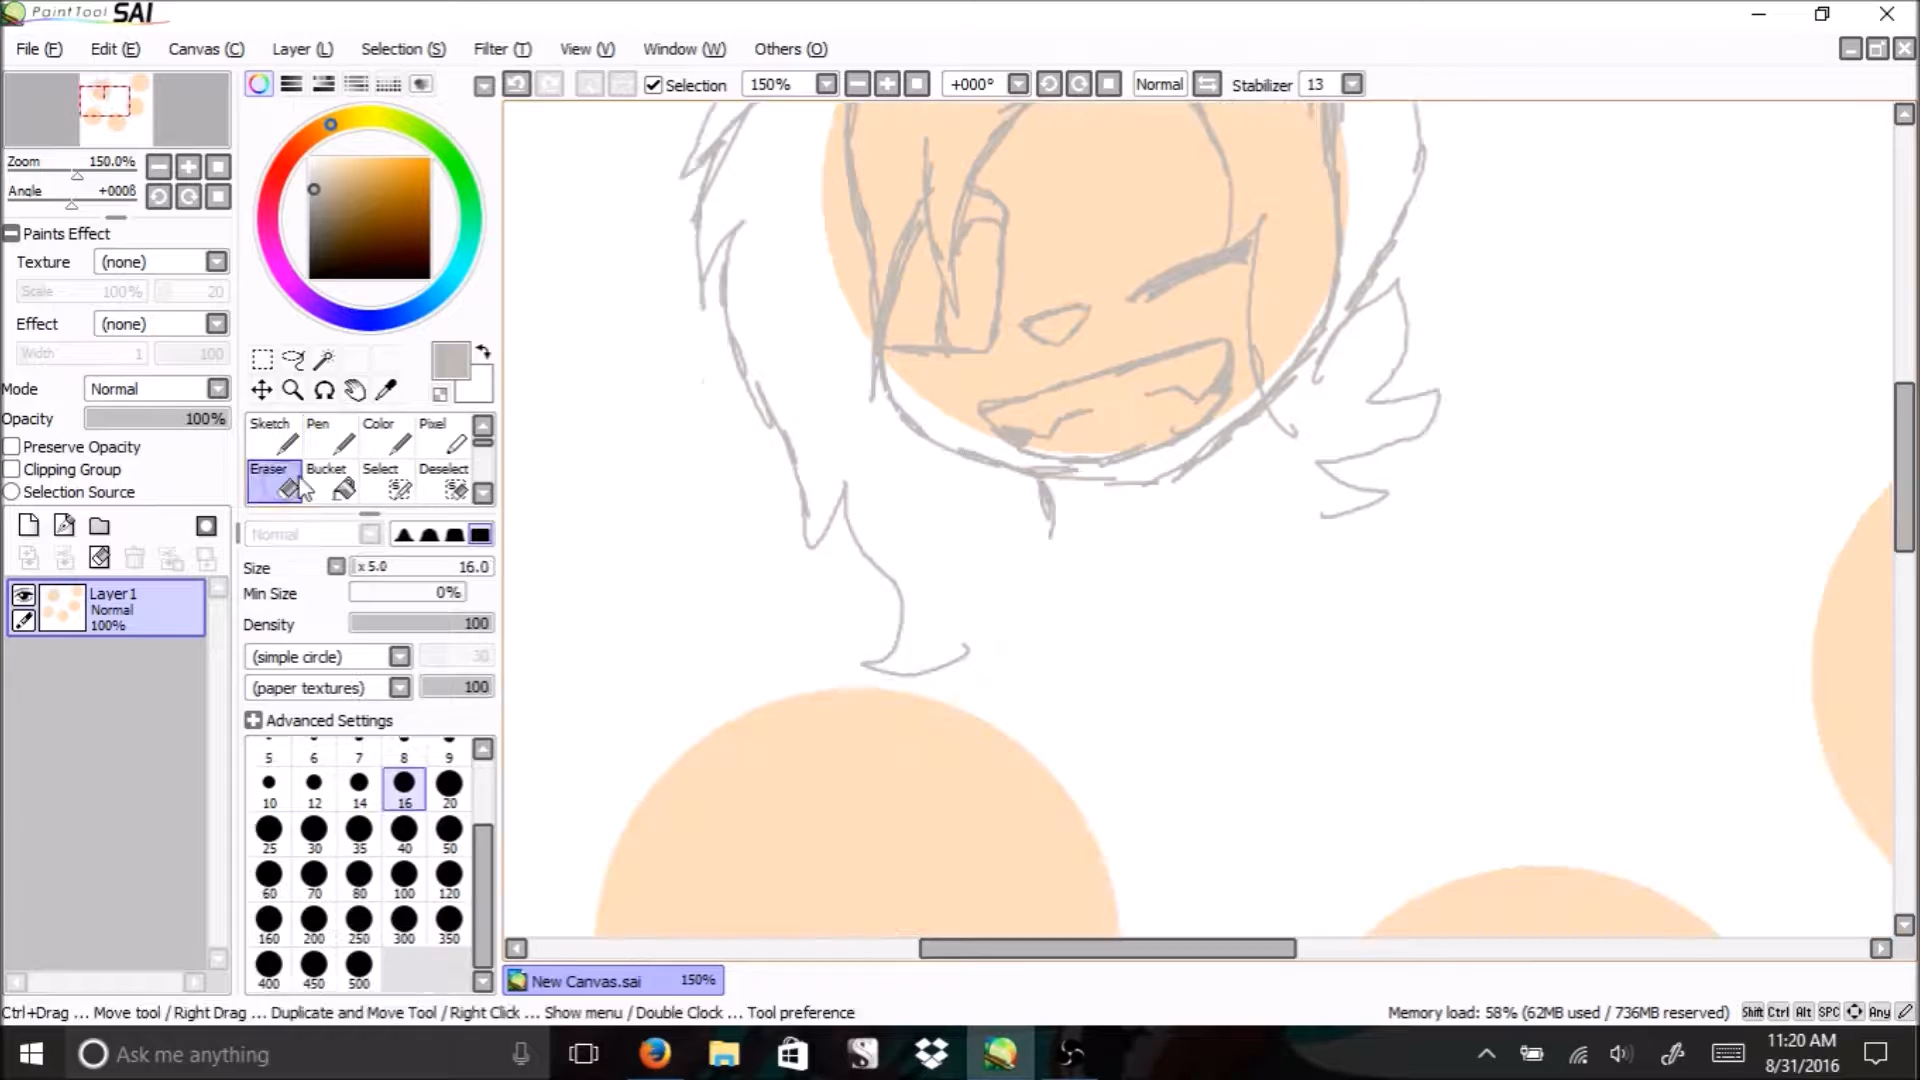 PaintTool SAI
File (F) Edit (E) Canvas (C) Layer (L) Selection (S) Filter (T) View (V) Window (W) Others (O)
Selection 150% +000° Normal Stabilizer 13
Zoom 150.0%
Angle +000ß
Paints Effect
Texture (none)
Scale 100% 20
Effect (none)
Width 1 100
Mode Normal
Opacity 100%
Preserve Opacity
Clipping Group
Selection Source
Layer1
Normal
100%
Sketch Pen Color Pixel
Eraser Bucket Select Deselect
Normal
Size x 5.0 16.0
Min Size 0%
Density 100
(simple circle) 30
(paper textures) 100
Advanced Settings
5 6 7 8 9
10 12 14 16 20
25 30 35 40 50
60 70 80 100 120
160 200 250 300 350
400 450 500
New Canvas.sai 150%
Ctrl+Drag ... Move tool / Right Drag ... Duplicate and Move Tool / Right Click ... Show menu / Double Clock ... Tool preference
Memory load: 58% (62MB used / 736MB reserved) Shift Ctrl Alt SPC Any
Ask me anything
11:20 AM
8/31/2016